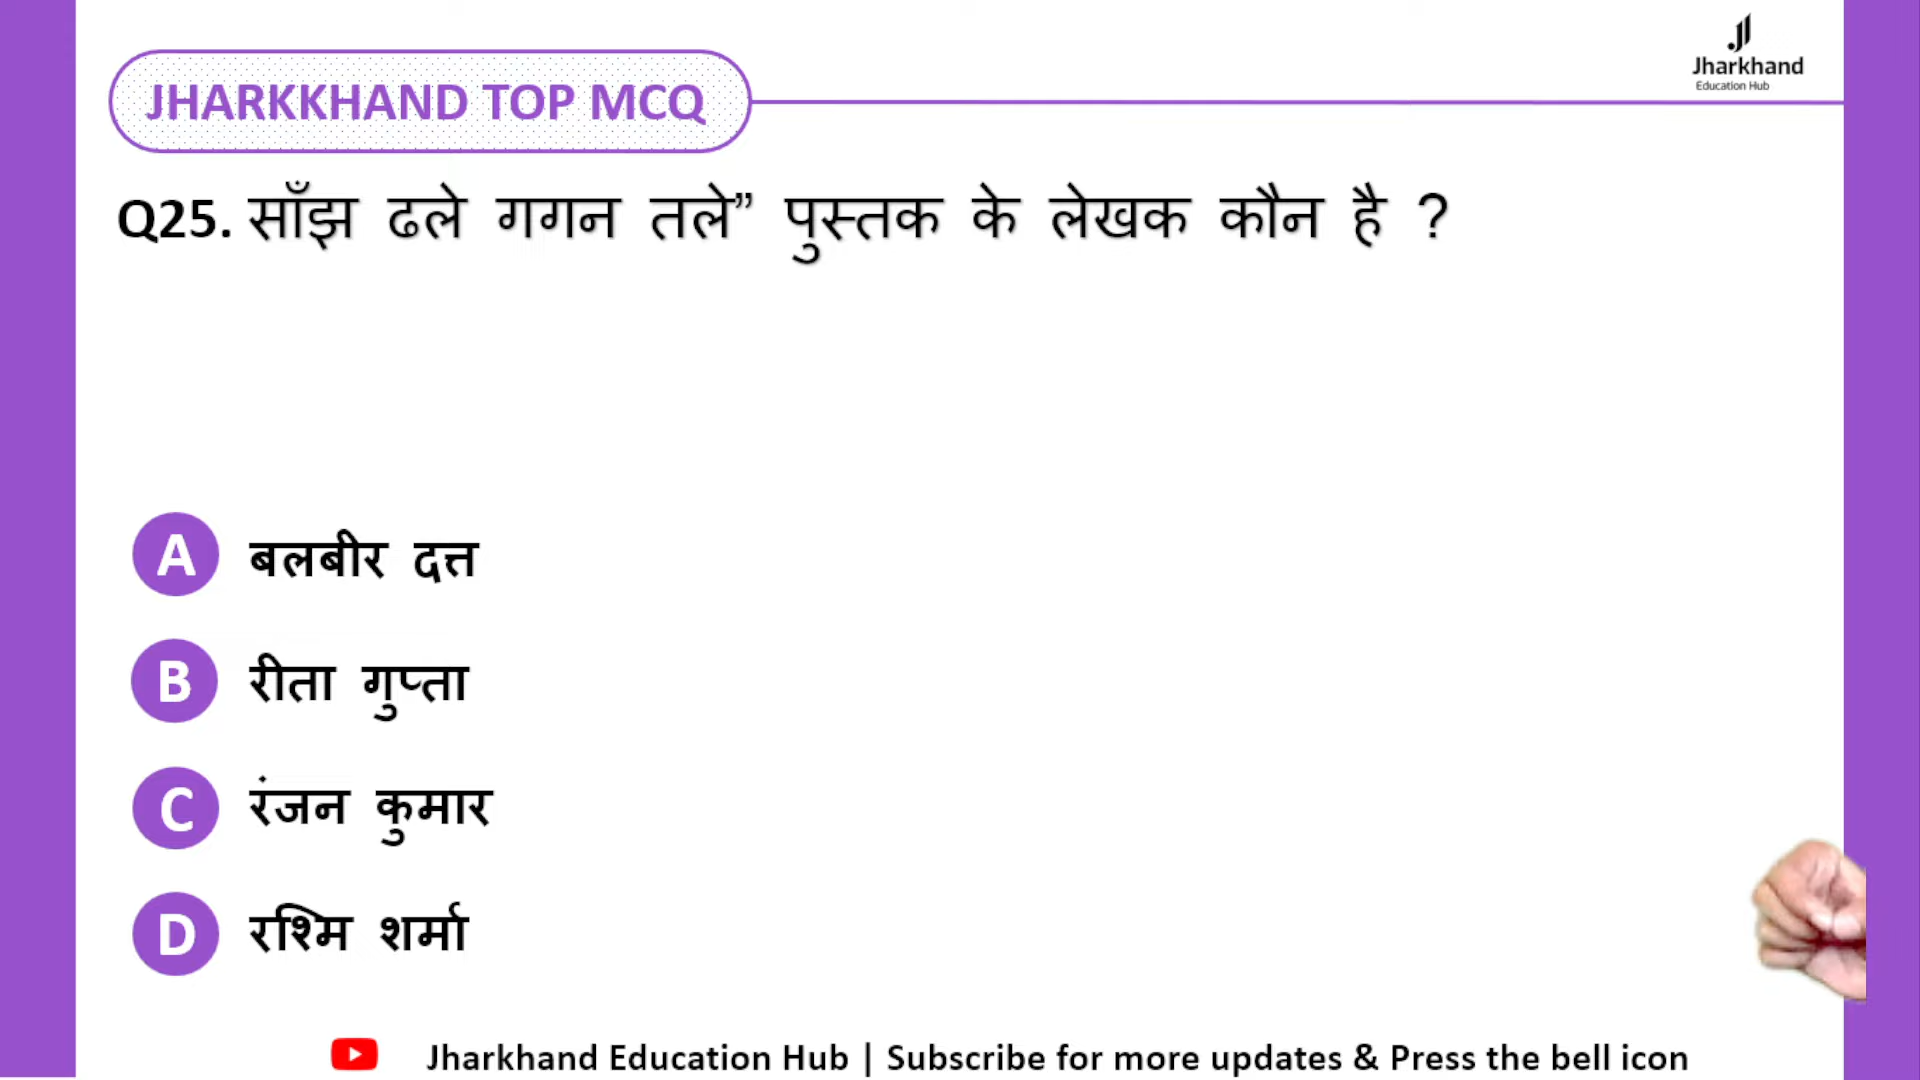 Jharkhand
Education Hub
JHARKKHAND TOP MCQ
Q25. साँझ ढले गगन तले” पुस्तक के लेखक कौन है ?
A बलबीर दत्त
B रीता गुप्ता
C रंजन कुमार
D रश्मि शर्मा
Jharkhand Education Hub | Subscribe for more updates & Press the bell icon